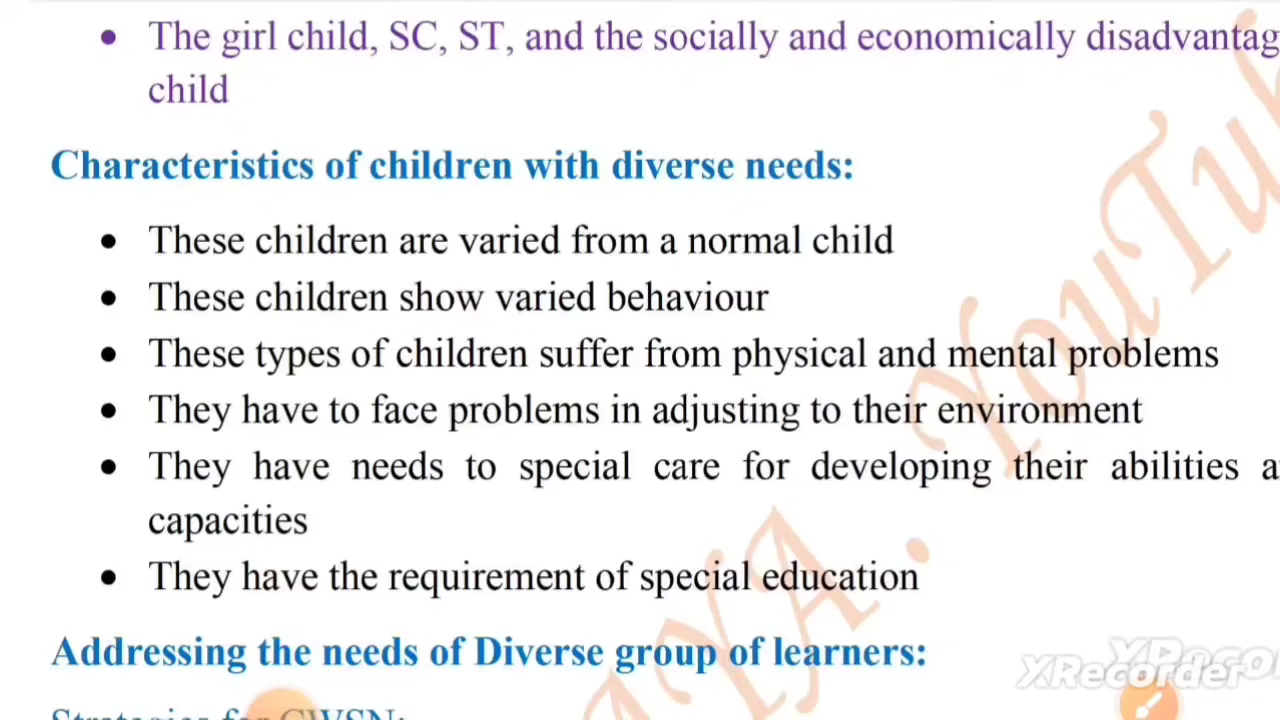 • The girl child, SC, ST, and the socially and economically disadvantag
child
Characteristics of children with diverse needs:
• These children are varied from a normal child
• These children show varied behaviour
• These types of children suffer from physical and mental problems
• They have to face problems in adjusting to their environment
• They have needs to special care for developing their abilities a
capacities
• They have the requirement of special education
Addressing the needs of Diverse group of learners:
Strategies for CWSN:
YouTub
XRecorder